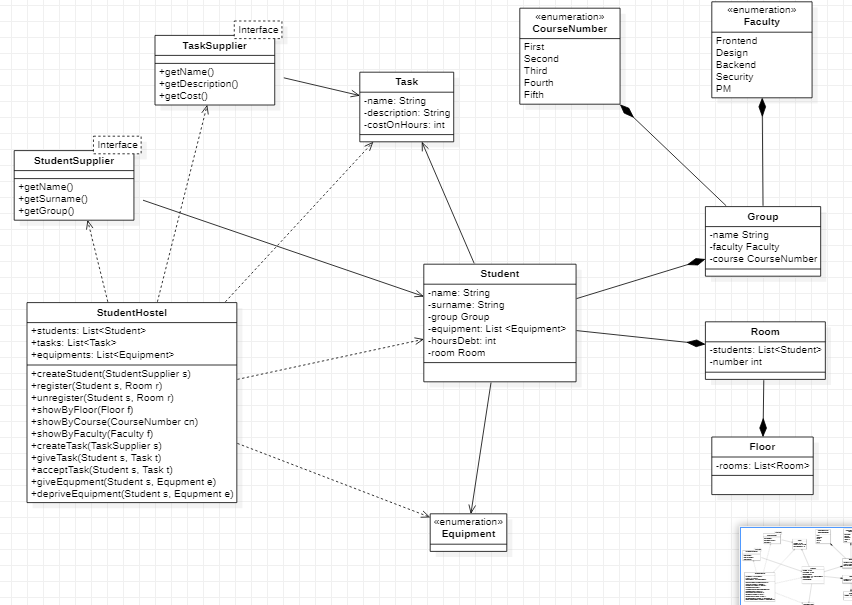 Interface
TaskSupplier
+getName()
+getDescription()
+getCost()
Interface
StudentSupplier
+getName()
+getSurname()
+getGroup()
Task
-name: String
-description: String
-costOnHours: int
«enumeration»
CourseNumber
First
Second
Third
Fourth
Fifth
«enumeration»
Faculty
Frontend
Design
Backend
Security
PM
Group
-name String
-faculty Faculty
-course CourseNumber
Student
-name: String
-surname: String
-group Group
-equipment: List <Equipment>
-hoursDebt: int
-room Room
Room
-students: List<Student>
-number int
Floor
-rooms: List<Room>
StudentHostel
+students: List<Student>
+tasks: List<Task>
+equipments: List<Equipment>
+createStudent(StudentSupplier s)
+register(Student s, Room r)
+unregister(Student s, Room r)
+showByFloor(Floor f)
+showByCourse(CourseNumber cn)
+showByFaculty(Faculty f)
+createTask(TaskSupplier s)
+giveTask(Student s, Task t)
+acceptTask(Student s, Task t)
+giveEqupment(Student s, Equpment e)
+depriveEquipment(Student s, Equpment e)
«enumeration»
Equipment